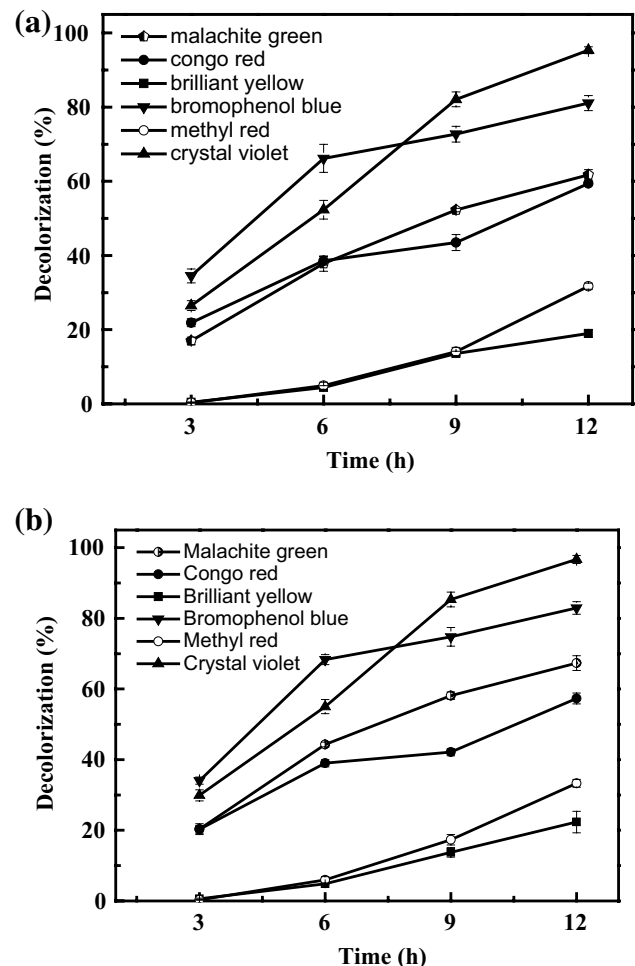 (a)
100
80
60
40
20
0
Decolorization (%)
malachite green
congo red
brilliant yellow
bromophenol blue
methyl red
crystal violet
3 6 9 12
Time (h)
(b)
100
80
60
40
20
0
Decolorization (%)
Malachite green
Congo red
Brilliant yellow
Bromophenol blue
Methyl red
Crystal violet
3 6 9 12
Time (h)